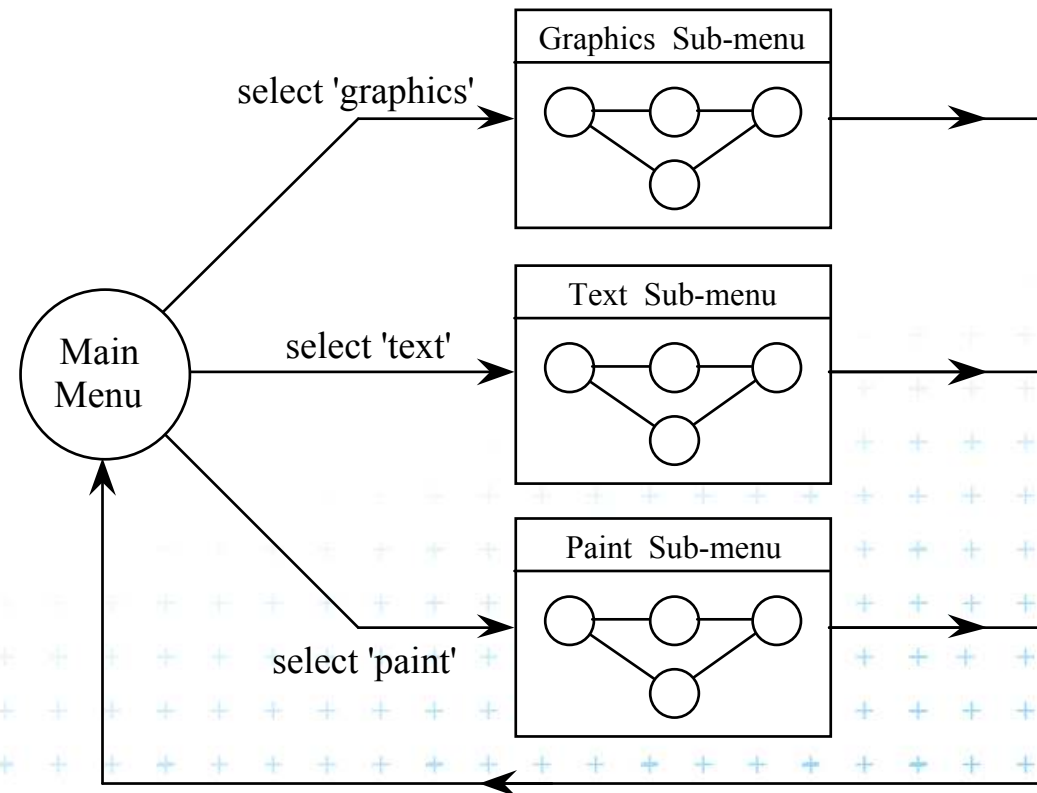 Graphics Sub-menu
select 'graphics'
Text Sub-menu
select 'text'
Main
Menu
Paint Sub-menu
select 'paint'